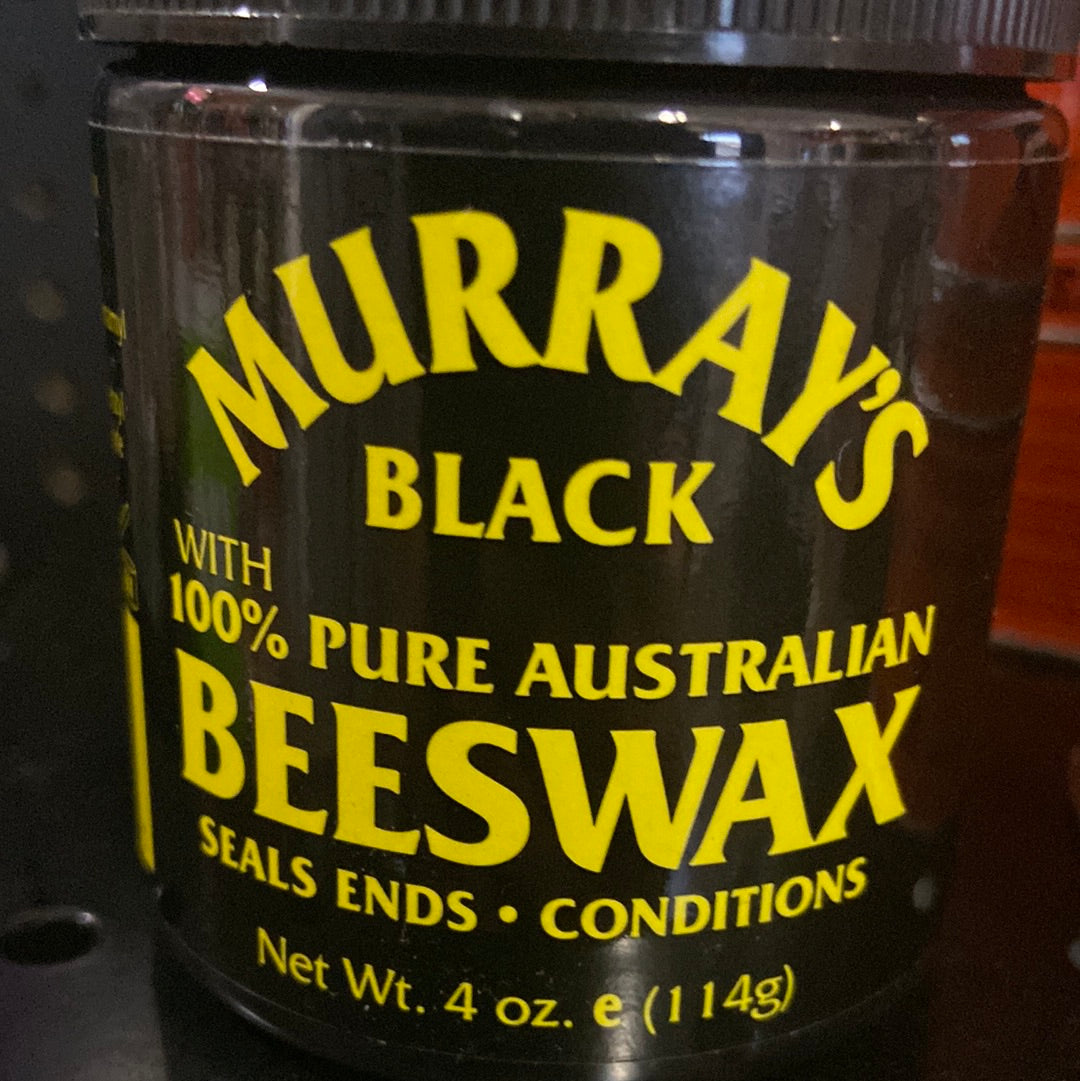 MURRAY'S
BLACK
WITH
100% PURE AUSTRALIAN
BEESWAX
SEALS ENDS • CONDITIONS
Net Wt. 4 oz. e (114g)